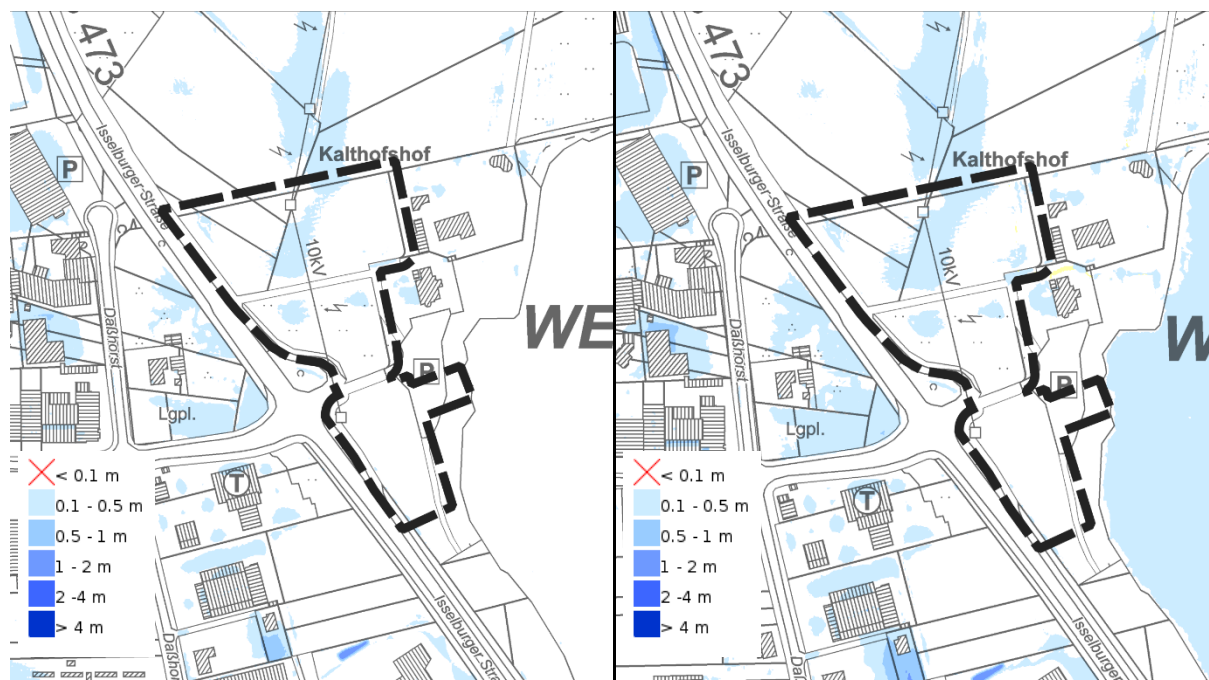 473
Isselburger-Straße
P
Kalthofshof
c
10kV
WE
Daßhorst
P
c
Lgpl.
T
Isselburger-Stra
< 0.1 m
0.1 - 0.5 m
0.5 - 1 m
1 - 2 m
2 -4 m
> 4 m
473
Isselburger-Straße
P
Kalthofshof
c
10kV
W
Daßhorst
P
c
Lgpl.
T
Isselburger
Da
< 0.1 m
0.1 - 0.5 m
0.5 - 1 m
1 - 2 m
2 -4 m
> 4 m